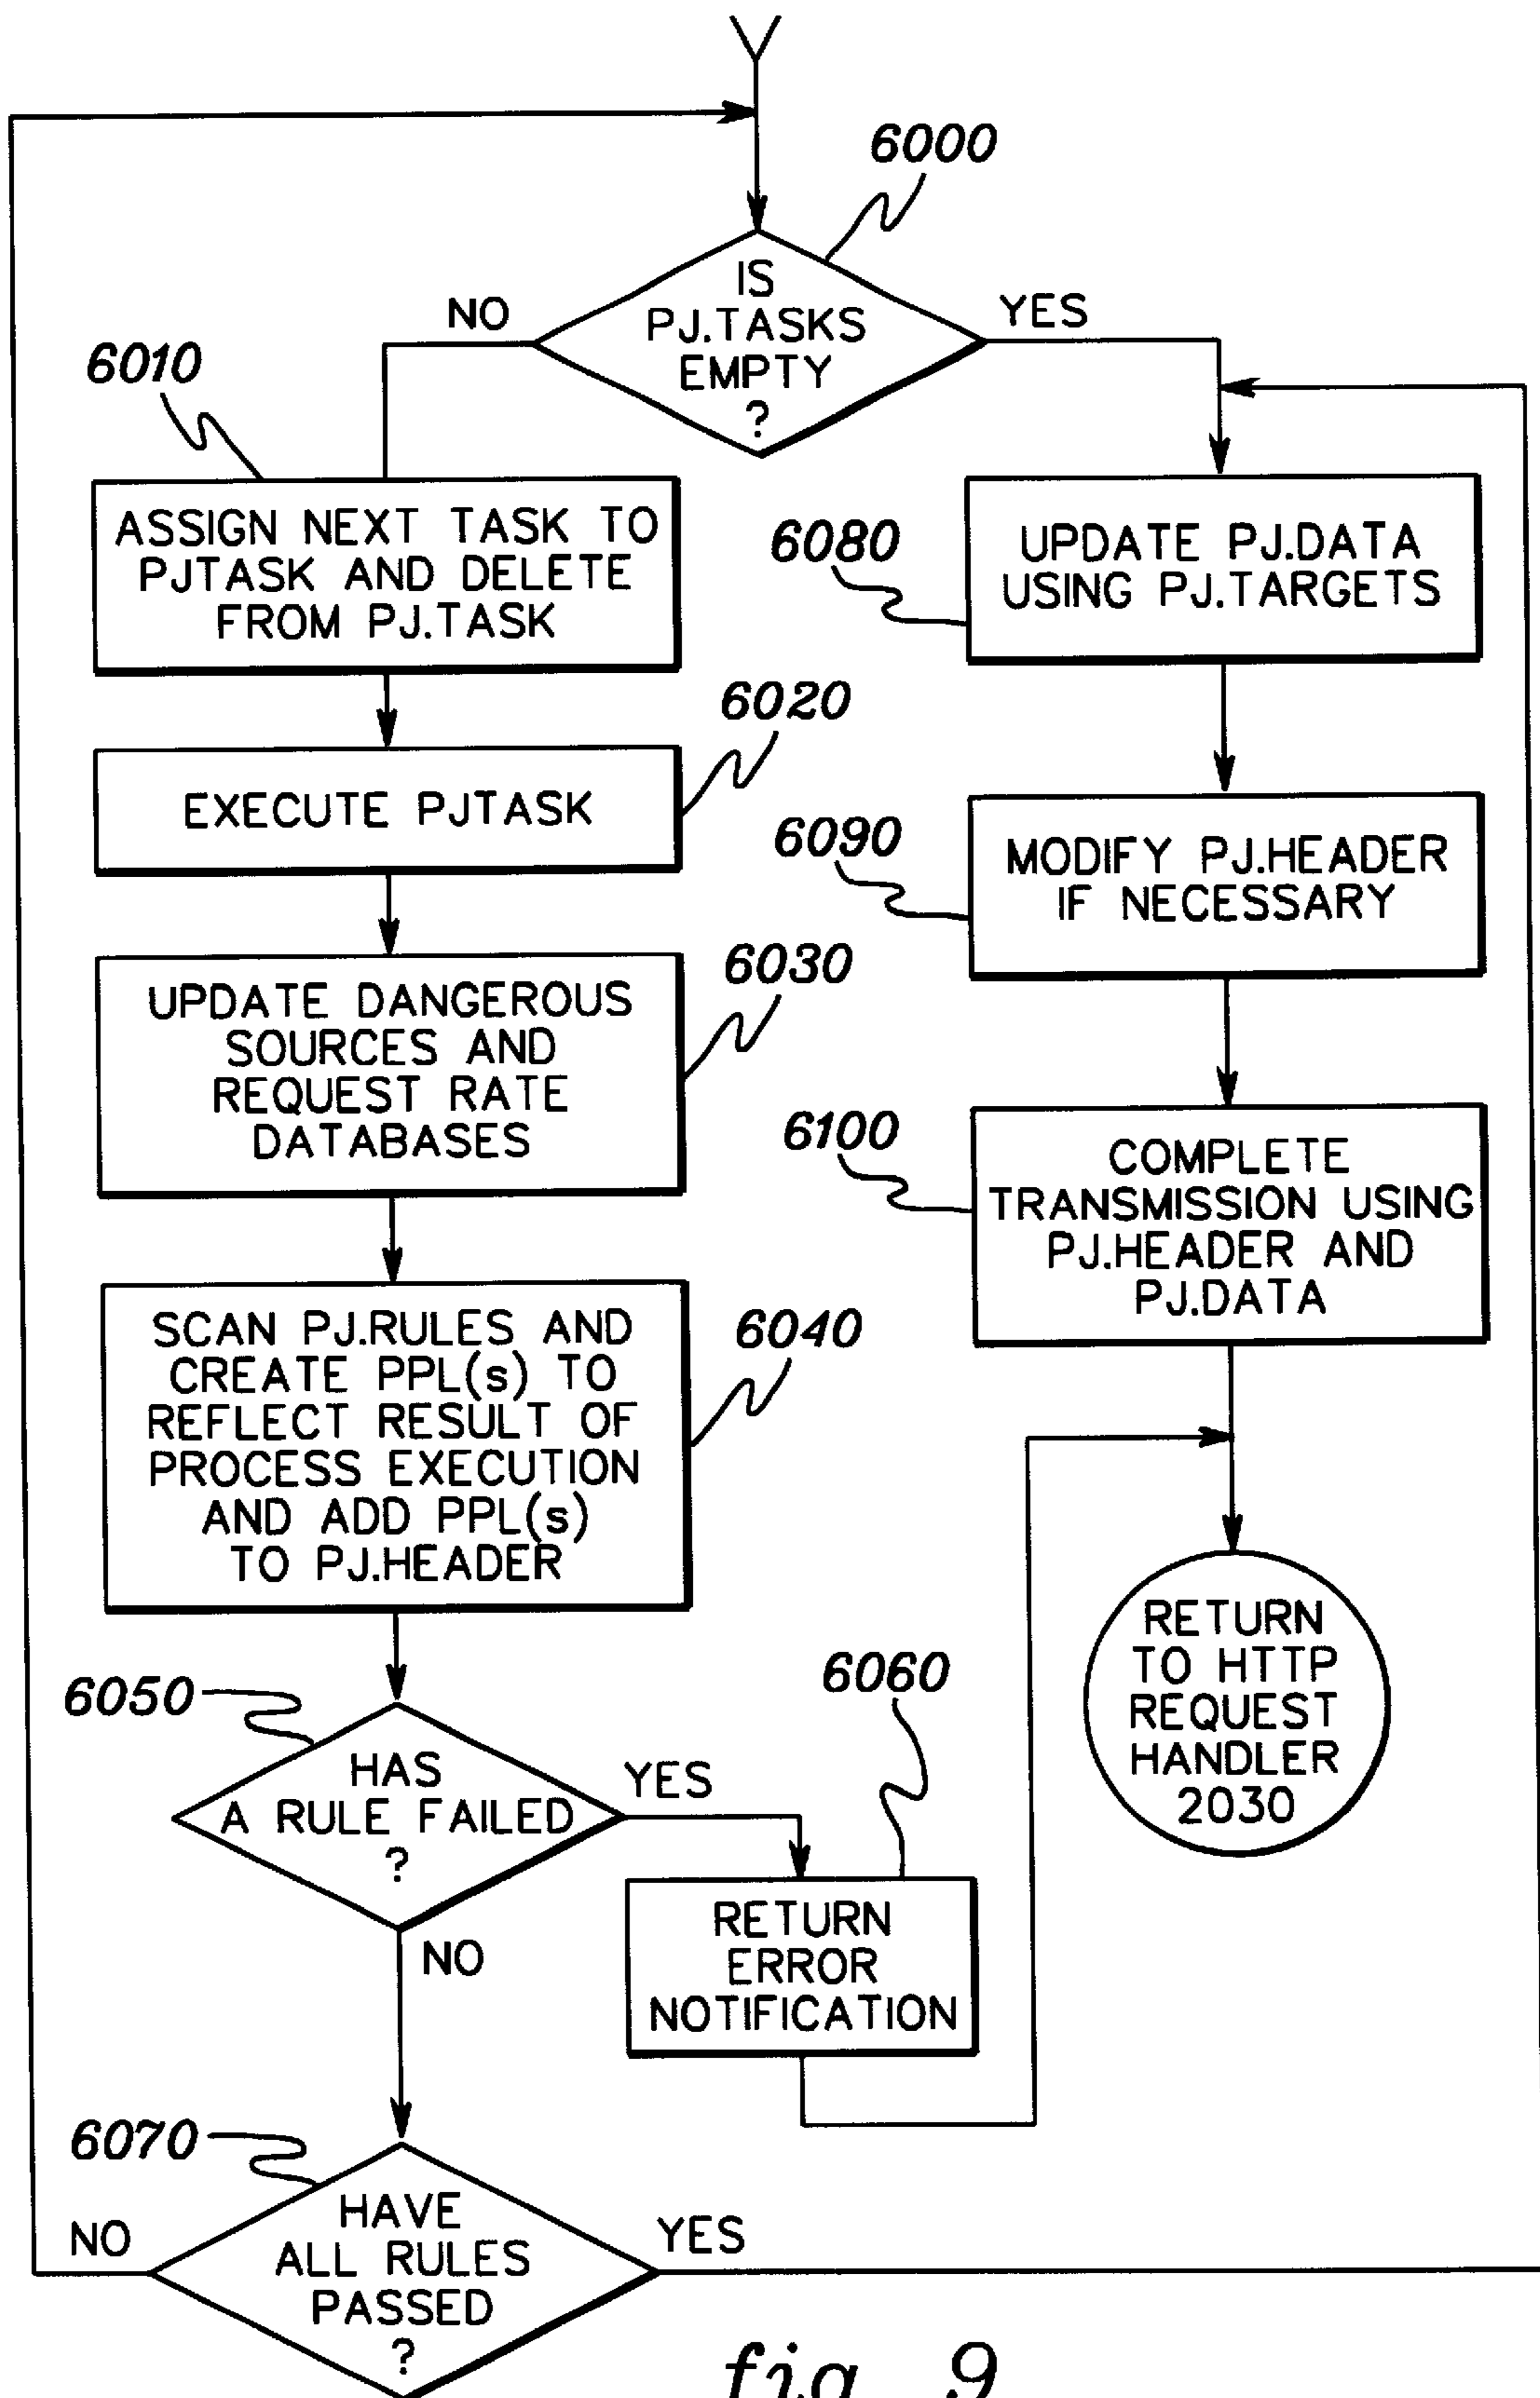 6000
IS
PJ.TASKS
EMPTY
?
NO
YES
6010
ASSIGN NEXT TASK TO
PJTASK AND DELETE
FROM PJ.TASK
6020
EXECUTE PJTASK
6030
UPDATE DANGEROUS
SOURCES AND
REQUEST RATE
DATABASES
6040
SCAN PJ.RULES AND
CREATE PPL(s) TO
REFLECT RESULT OF
PROCESS EXECUTION
AND ADD PPL(s)
TO PJ.HEADER
6050
HAS
A RULE FAILED
?
YES
NO
6060
RETURN
ERROR
NOTIFICATION
6070
HAVE
ALL RULES
PASSED
?
NO
YES
6080
UPDATE PJ.DATA
USING PJ.TARGETS
6090
MODIFY PJ.HEADER
IF NECESSARY
6100
COMPLETE
TRANSMISSION USING
PJ.HEADER AND
PJ.DATA
RETURN
TO HTTP
REQUEST
HANDLER
2030
fig. 9